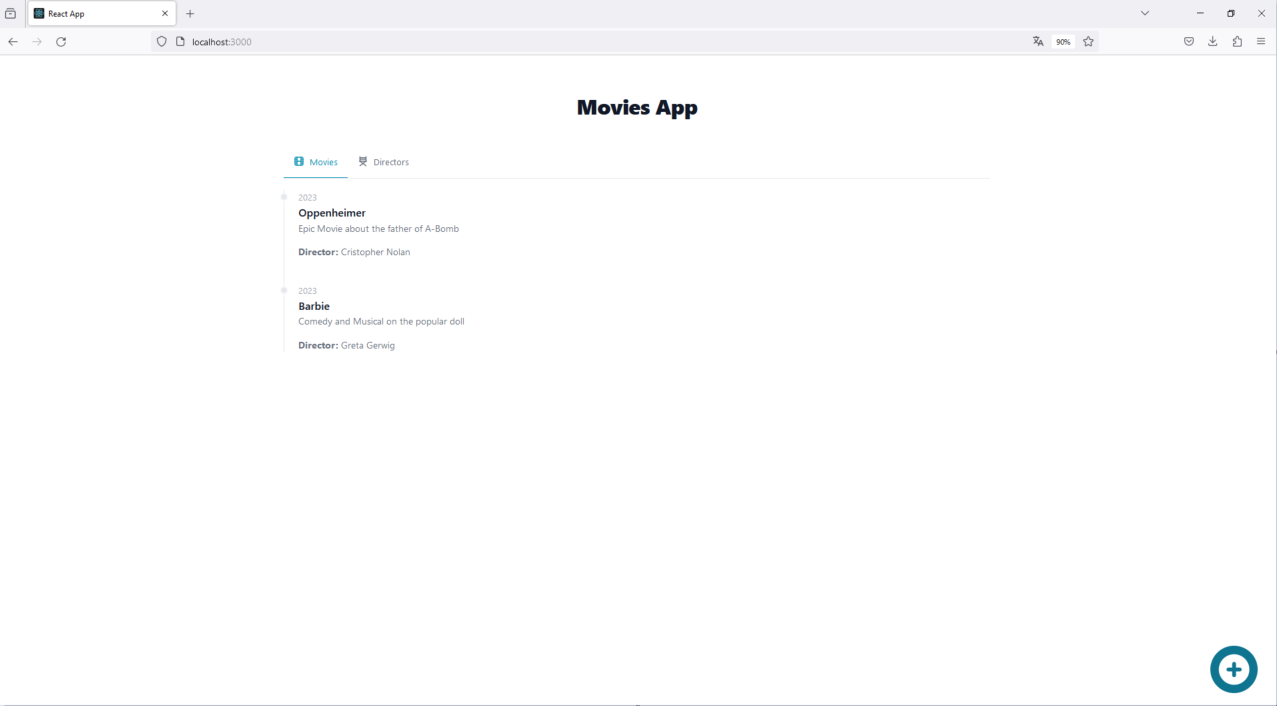 React App
localhost:3000
90%
Movies App
Movies
Directors
2023
Oppenheimer
Epic Movie about the father of A-Bomb
Director: Cristopher Nolan
2023
Barbie
Comedy and Musical on the popular doll
Director: Greta Gerwig